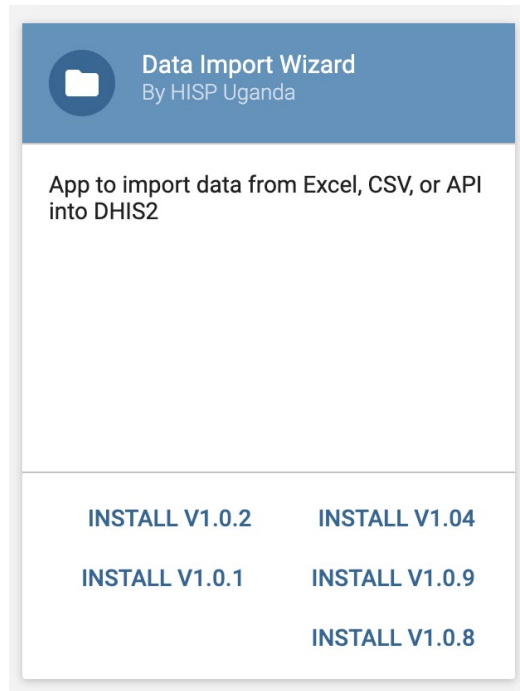 Data Import Wizard
By HISP Uganda
App to import data from Excel, CSV, or API
into DHIS2
INSTALL V1.0.2 INSTALL V1.04
INSTALL V1.0.1 INSTALL V1.0.9
INSTALL V1.0.8